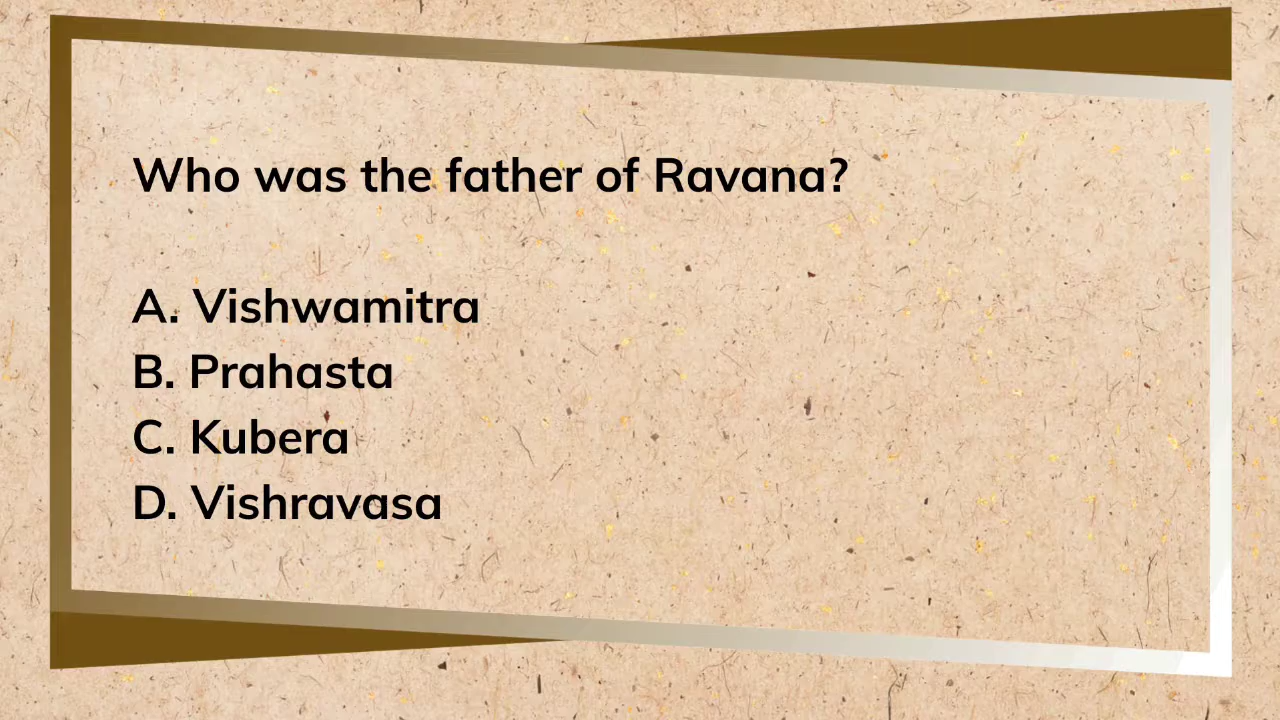 Who was the father of Ravana?
A. Vishwamitra
B. Prahasta
C. Kubera
D. Vishravasa